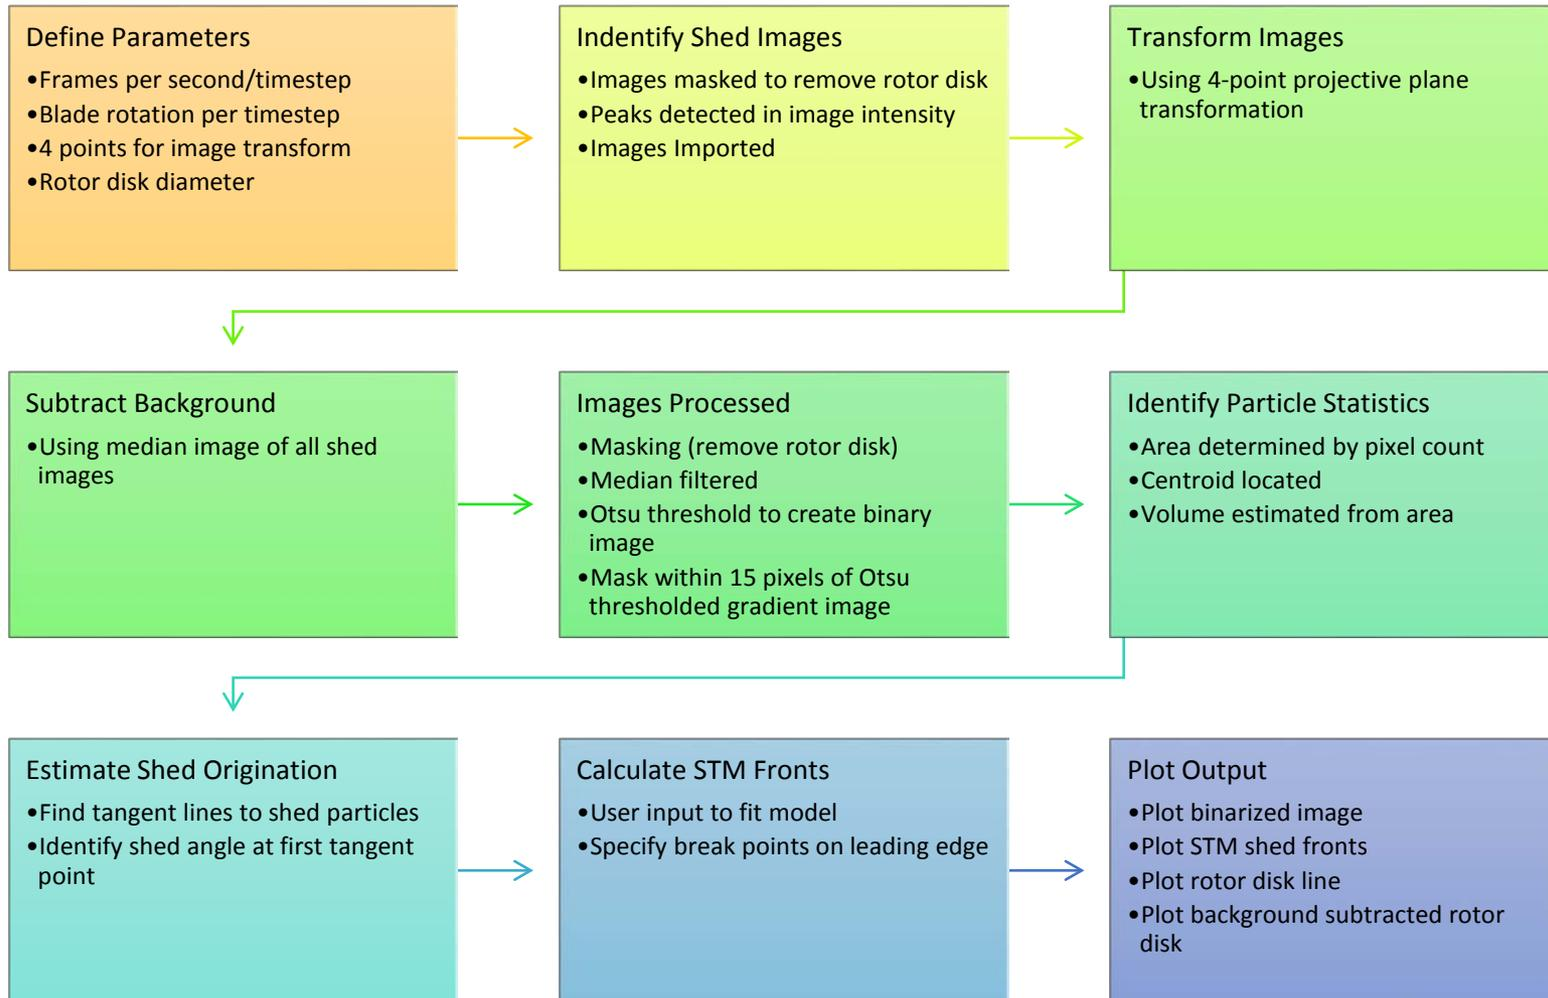 Define Parameters
•Frames per second/timestep
•Blade rotation per timestep
•4 points for image transform
•Rotor disk diameter
Indentify Shed Images
•Images masked to remove rotor disk
•Peaks detected in image intensity
•Images Imported
Transform Images
•Using 4-point projective plane
transformation
Subtract Background
•Using median image of all shed
images
Images Processed
•Masking (remove rotor disk)
•Median filtered
•Otsu threshold to create binary
image
•Mask within 15 pixels of Otsu
thresholded gradient image
Identify Particle Statistics
•Area determined by pixel count
•Centroid located
•Volume estimated from area
Estimate Shed Origination
•Find tangent lines to shed particles
•Identify shed angle at first tangent
point
Calculate STM Fronts
•User input to fit model
•Specify break points on leading edge
Plot Output
•Plot binarized image
•Plot STM shed fronts
•Plot rotor disk line
•Plot background subtracted rotor
disk